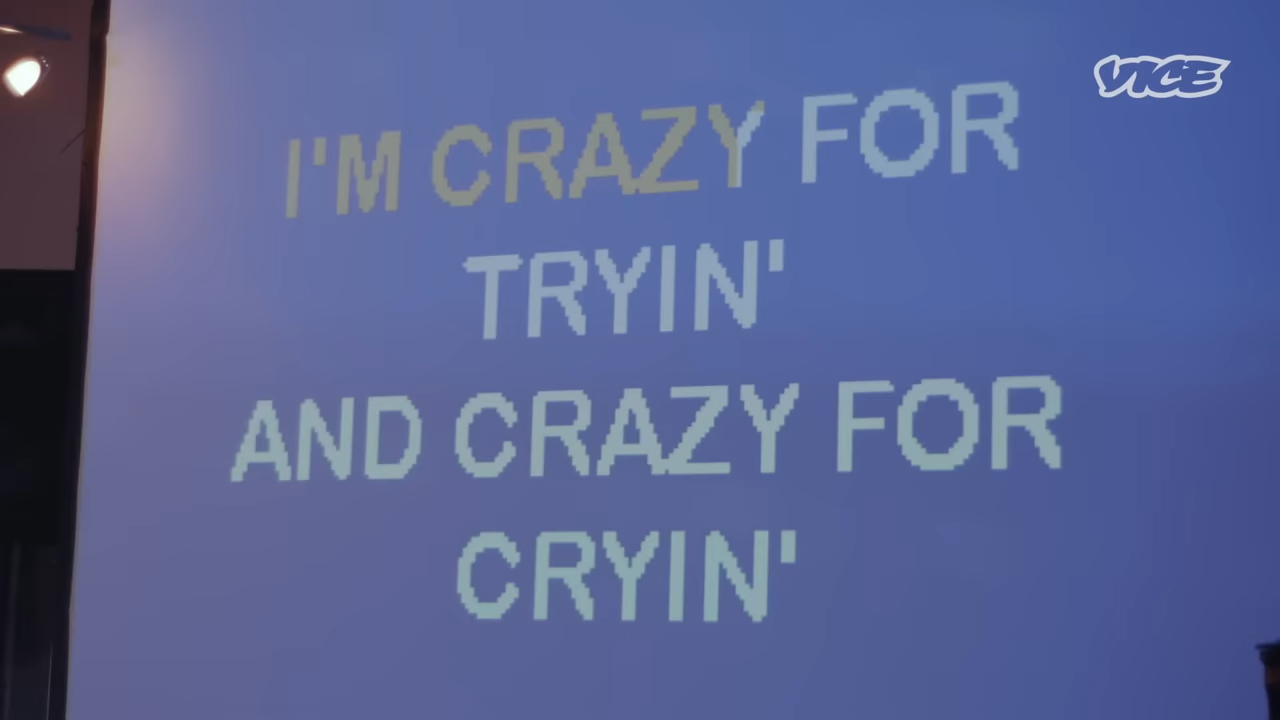 VICE
I'M CRAZY FOR
TRYIN'
AND CRAZY FOR
CRYIN'